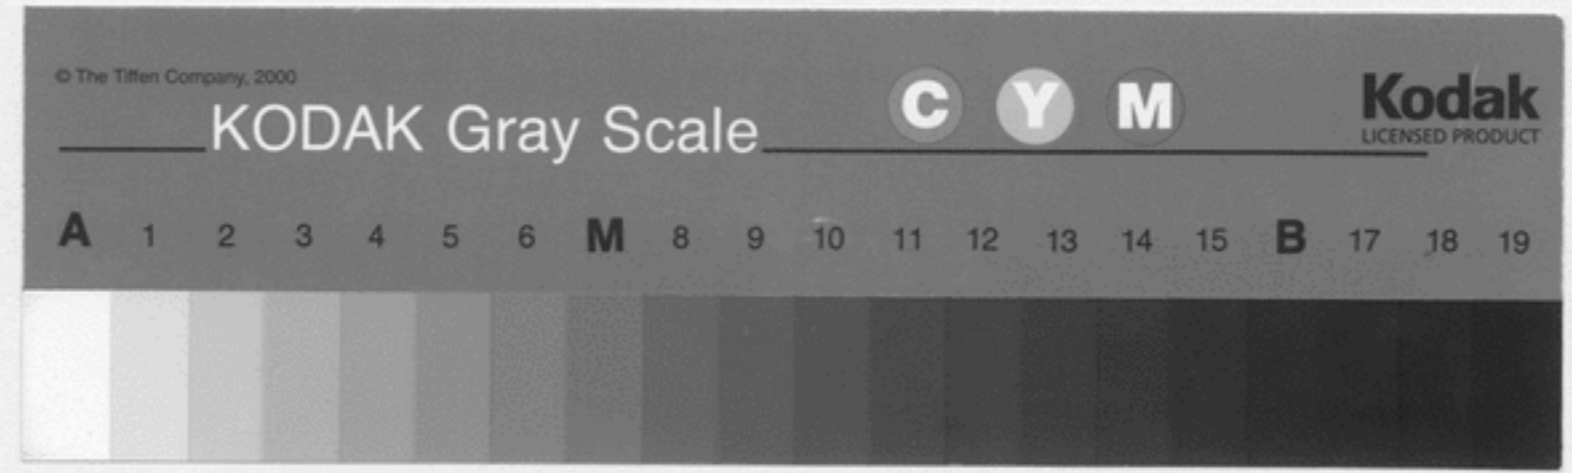 © The Tiffen Company, 2000
KODAK Gray Scale
C Y M
Kodak
LICENSED PRODUCT
A 1 2 3 4 5 6 M 8 9 10 11 12 13 14 15 B 17 18 19